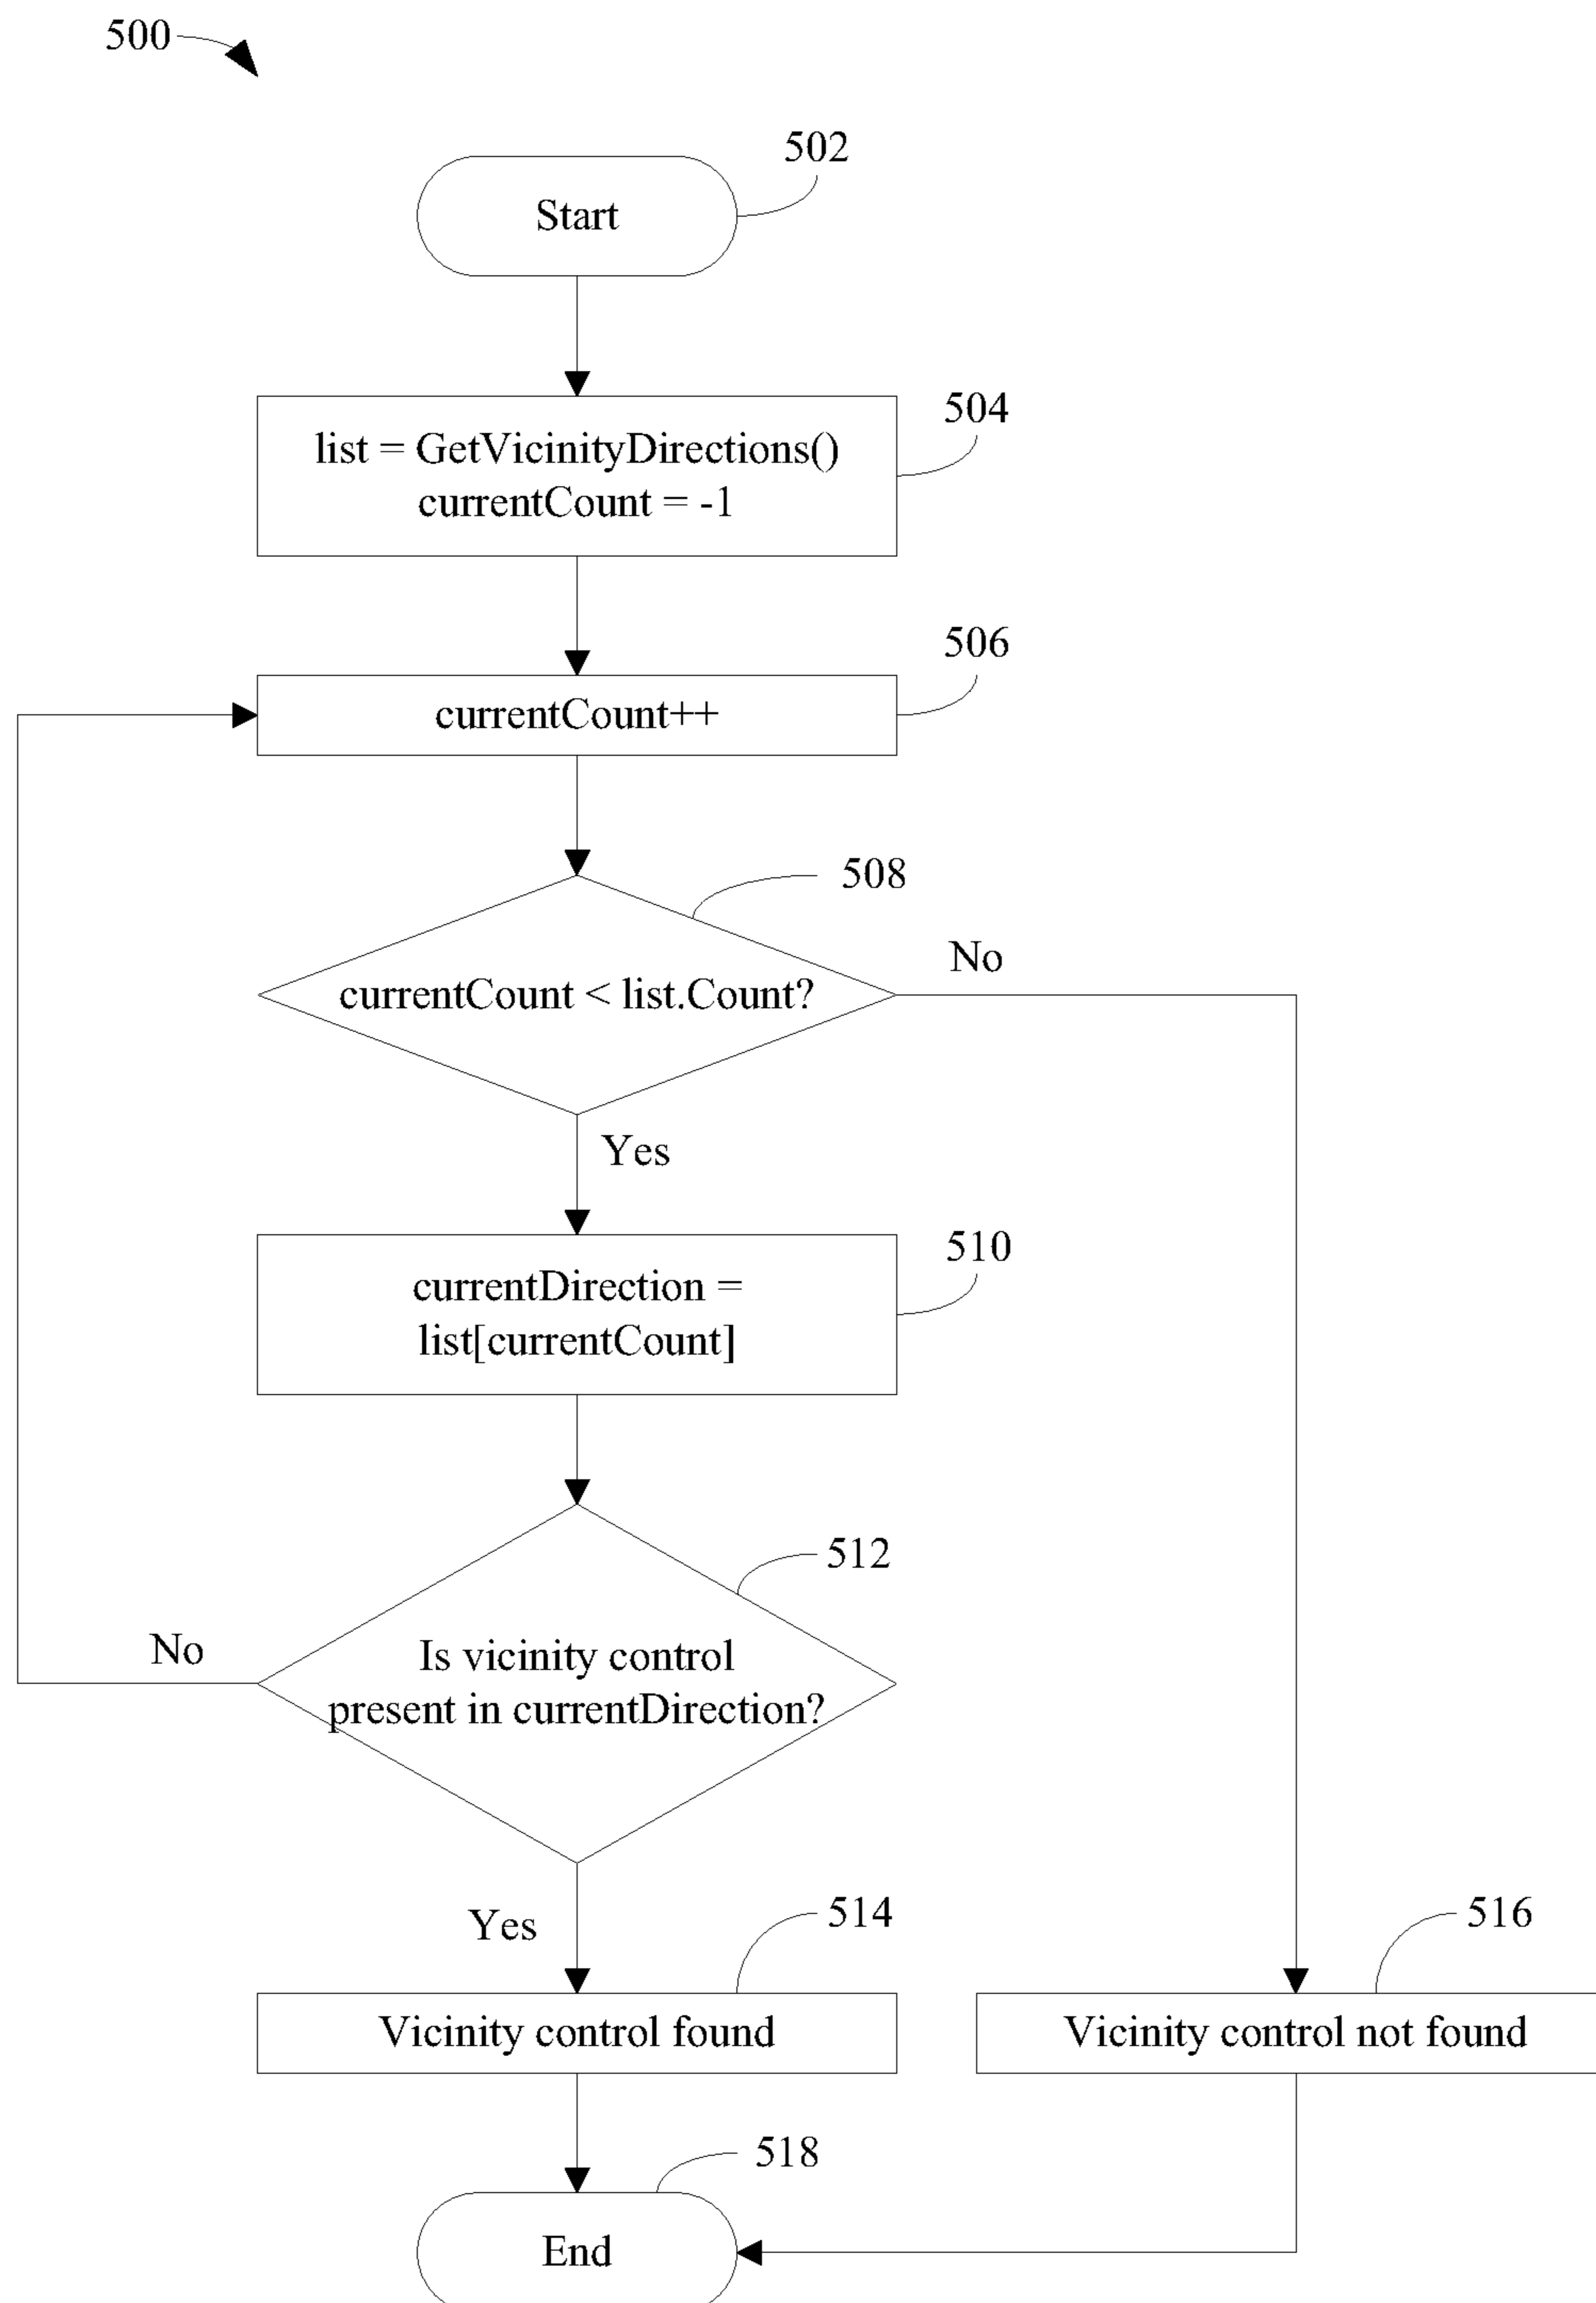 500
502
Start
504
list = GetVicinityDirections()
currentCount = -1
506
currentCount++
508
No
currentCount < list.Count?
Yes
510
currentDirection =
list[currentCount]
512
No
Is vicinity control
present in currentDirection?
Yes
514
516
Vicinity control found
Vicinity control not found
518
End